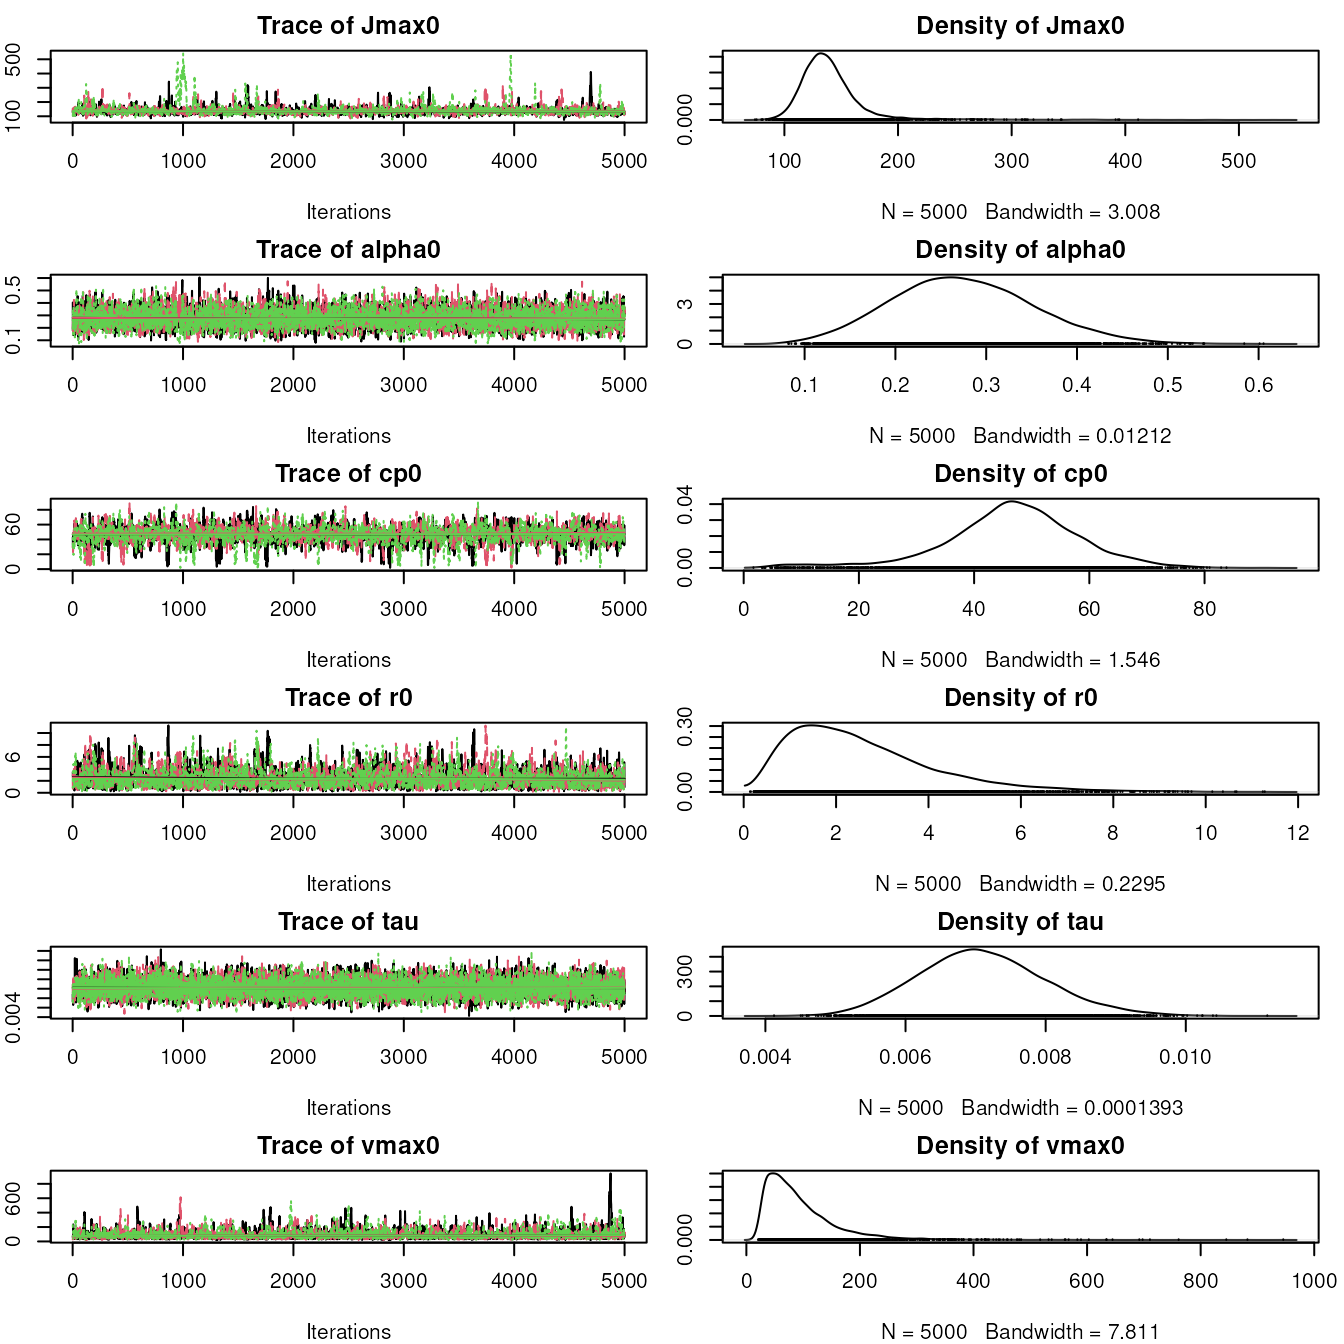 Trace of Jmax0
500
100
0 1000 2000 3000 4000 5000
Iterations
Density of Jmax0
0.000
100 200 300 400 500
N = 5000 Bandwidth = 3.008
Trace of alpha0
0.5
0.1
0 1000 2000 3000 4000 5000
Iterations
Density of alpha0
3
0
0.1 0.2 0.3 0.4 0.5 0.6
N = 5000 Bandwidth = 0.01212
Trace of cp0
60
0
0 1000 2000 3000 4000 5000
Iterations
Density of cp0
0.04
0.00
0 20 40 60 80
N = 5000 Bandwidth = 1.546
Trace of r0
6
0
0 1000 2000 3000 4000 5000
Iterations
Density of r0
0.30
0.00
0 2 4 6 8 10 12
N = 5000 Bandwidth = 0.2295
Trace of tau
0.004
0 1000 2000 3000 4000 5000
Iterations
Density of tau
300
0
0.004 0.006 0.008 0.010
N = 5000 Bandwidth = 0.0001393
Trace of vmax0
600
0
0 1000 2000 3000 4000 5000
Iterations
Density of vmax0
0.000
0 200 400 600 800 1000
N = 5000 Bandwidth = 7.811